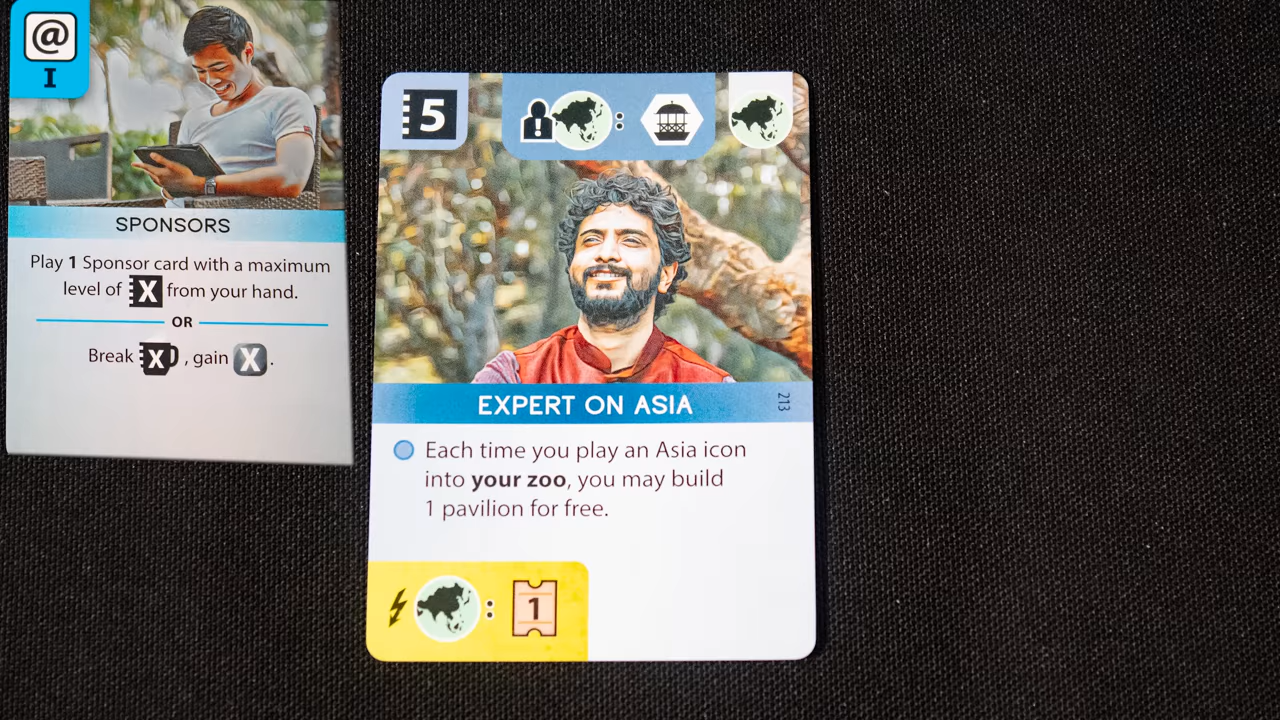 @
I
SPONSORS
Play 1 Sponsor card with a maximum
level of X from your hand.
OR
Break X , gain X .
5
!
:
EXPERT ON ASIA
213
Each time you play an Asia icon
into your zoo, you may build
1 pavilion for free.
: 1